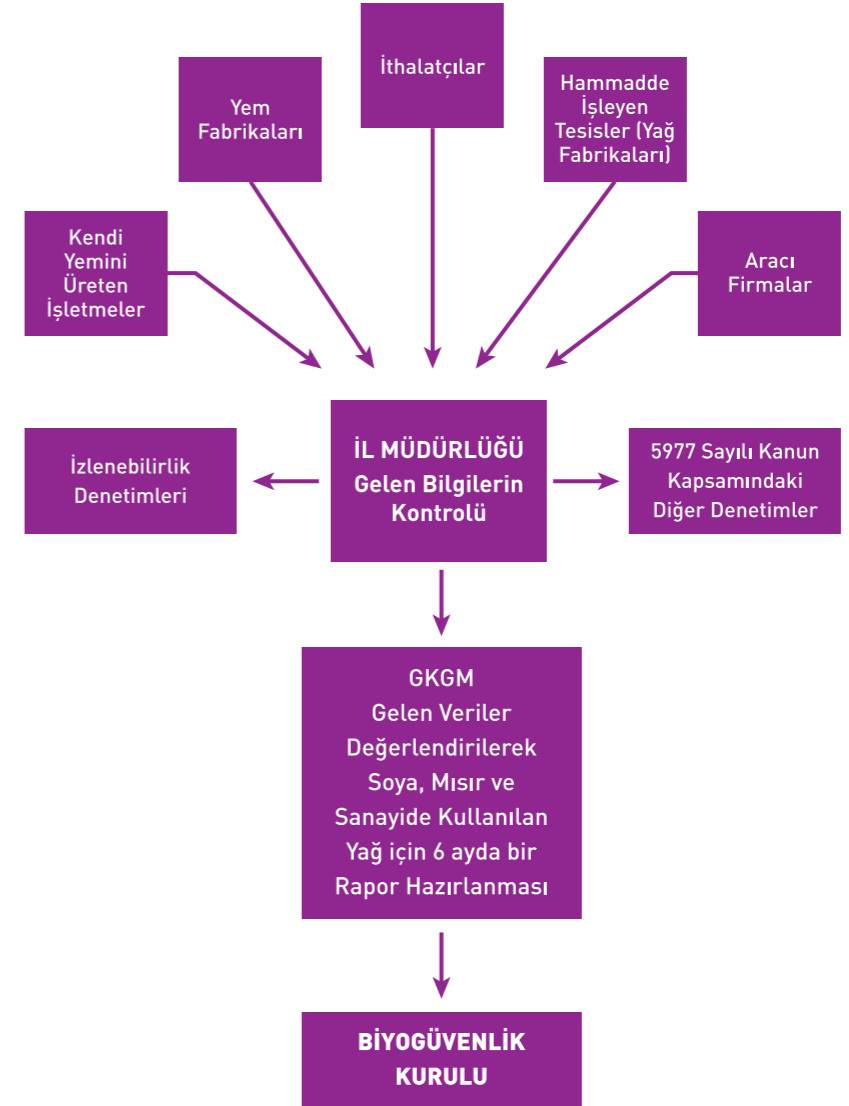 İthalatçılar
Yem
Fabrikaları
Hammadde
İşleyen
Tesisler (Yağ
Fabrikaları)
Kendi
Yemini
Üreten
İşletmeler
Aracı
Firmalar
İzlenebilirlik
Denetimleri
İL MÜDÜRLÜĞÜ
Gelen Bilgilerin
Kontrolü
5977 Sayılı Kanun
Kapsamındaki
Diğer Denetimler
GKGM
Gelen Veriler
Değerlendirilerek
Soya, Mısır ve
Sanayide Kullanılan
Yağ için 6 ayda bir
Rapor Hazırlanması
BİYOGÜVENLİK
KURULU